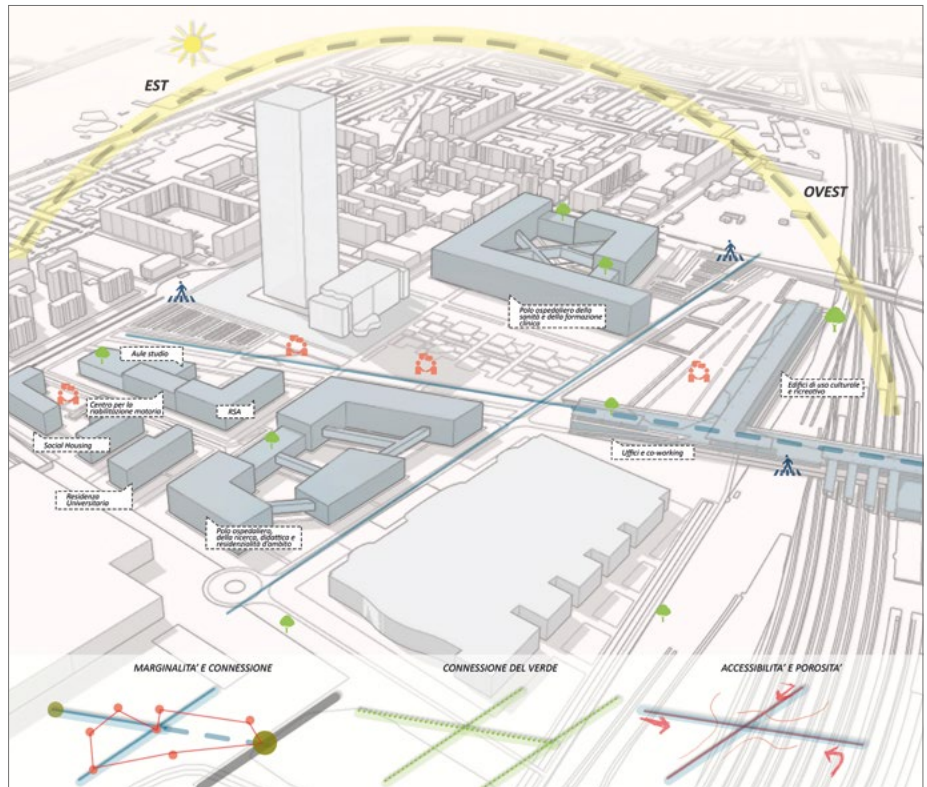 EST
OVEST
Polo ospedaliero della
sanità e della formazione
clinica
Aule studio
Edifici di uso culturale
e ricreativo
Centro per la
riabilitazione motoria
RSA
Social Housing
Uffici e co-working
Residenza
Universitaria
Polo ospedaliero,
della ricerca, didattica e
residenzialità d'ambito
MARGINALITA' E CONNESSIONE
CONNESSIONE DEL VERDE
ACCESSIBILITA' E POROSITA'